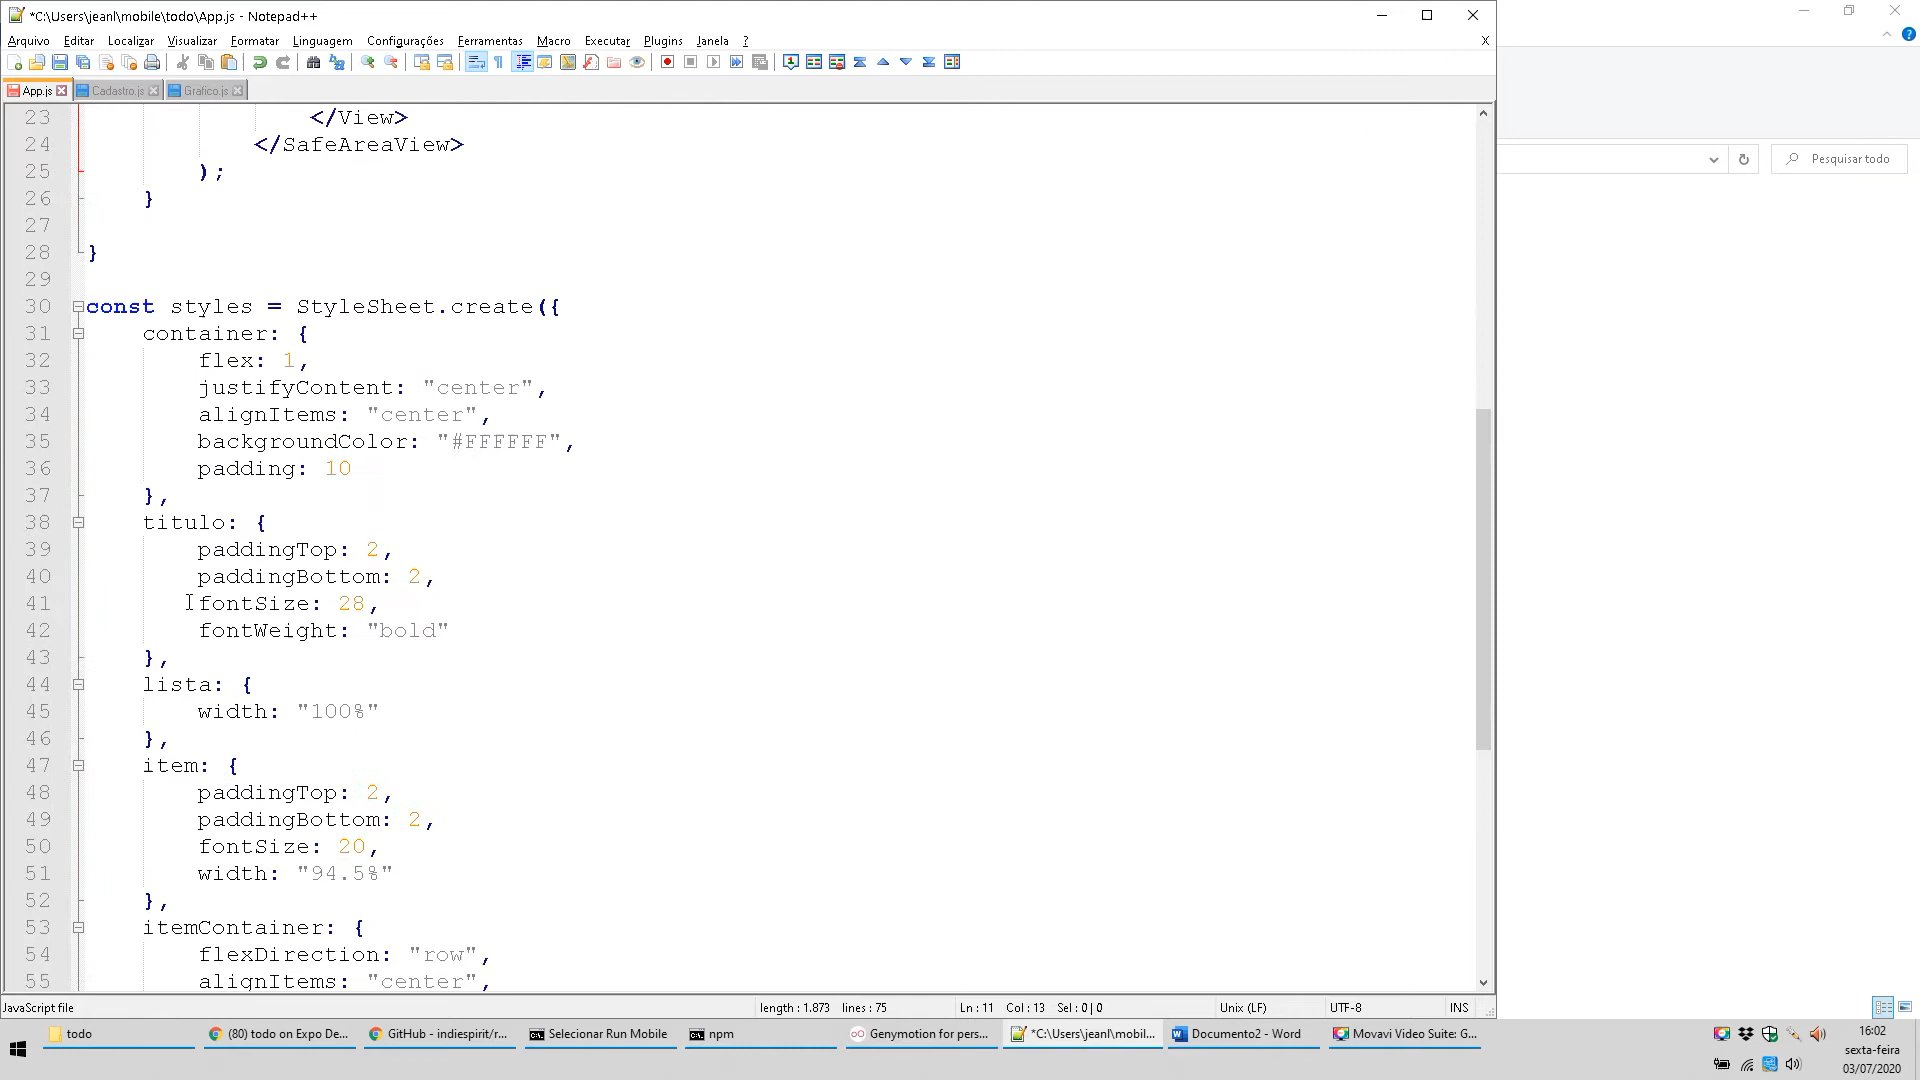 *C:\Users\jeanl\mobile\todo\App.js - Notepad++
Arquivo Editar Localizar Visualizar Formatar Linguagem Configurações Ferramentas Macro Executar Plugins Janela ? X
App.js Cadastro.js Grafico.js
Pesquisar todo
23 </View>
24 </SafeAreaView>
25 );
26 }
27
28 }
29
30 const styles = StyleSheet.create({
31 container: {
32 flex: 1,
33 justifyContent: "center",
34 alignItems: "center",
35 backgroundColor: "#FFFFFF",
36 padding: 10
37 },
38 titulo: {
39 paddingTop: 2,
40 paddingBottom: 2,
41 fontSize: 28,
42 fontWeight: "bold"
43 },
44 lista: {
45 width: "100%"
46 },
47 item: {
48 paddingTop: 2,
49 paddingBottom: 2,
50 fontSize: 20,
51 width: "94.5%"
52 },
53 itemContainer: {
54 flexDirection: "row",
55 alignItems: "center",
JavaScript file length : 1.873 lines : 75 Ln : 11 Col : 13 Sel : 0 | 0 Unix (LF) UTF-8 INS
todo (80) todo on Expo De... GitHub - indiespirit/r... Selecionar Run Mobile npm Genymotion for pers... *C:\Users\jeanl\mobil... Documento2 - Word Movavi Video Suite: G...
16:02
sexta-feira
03/07/2020